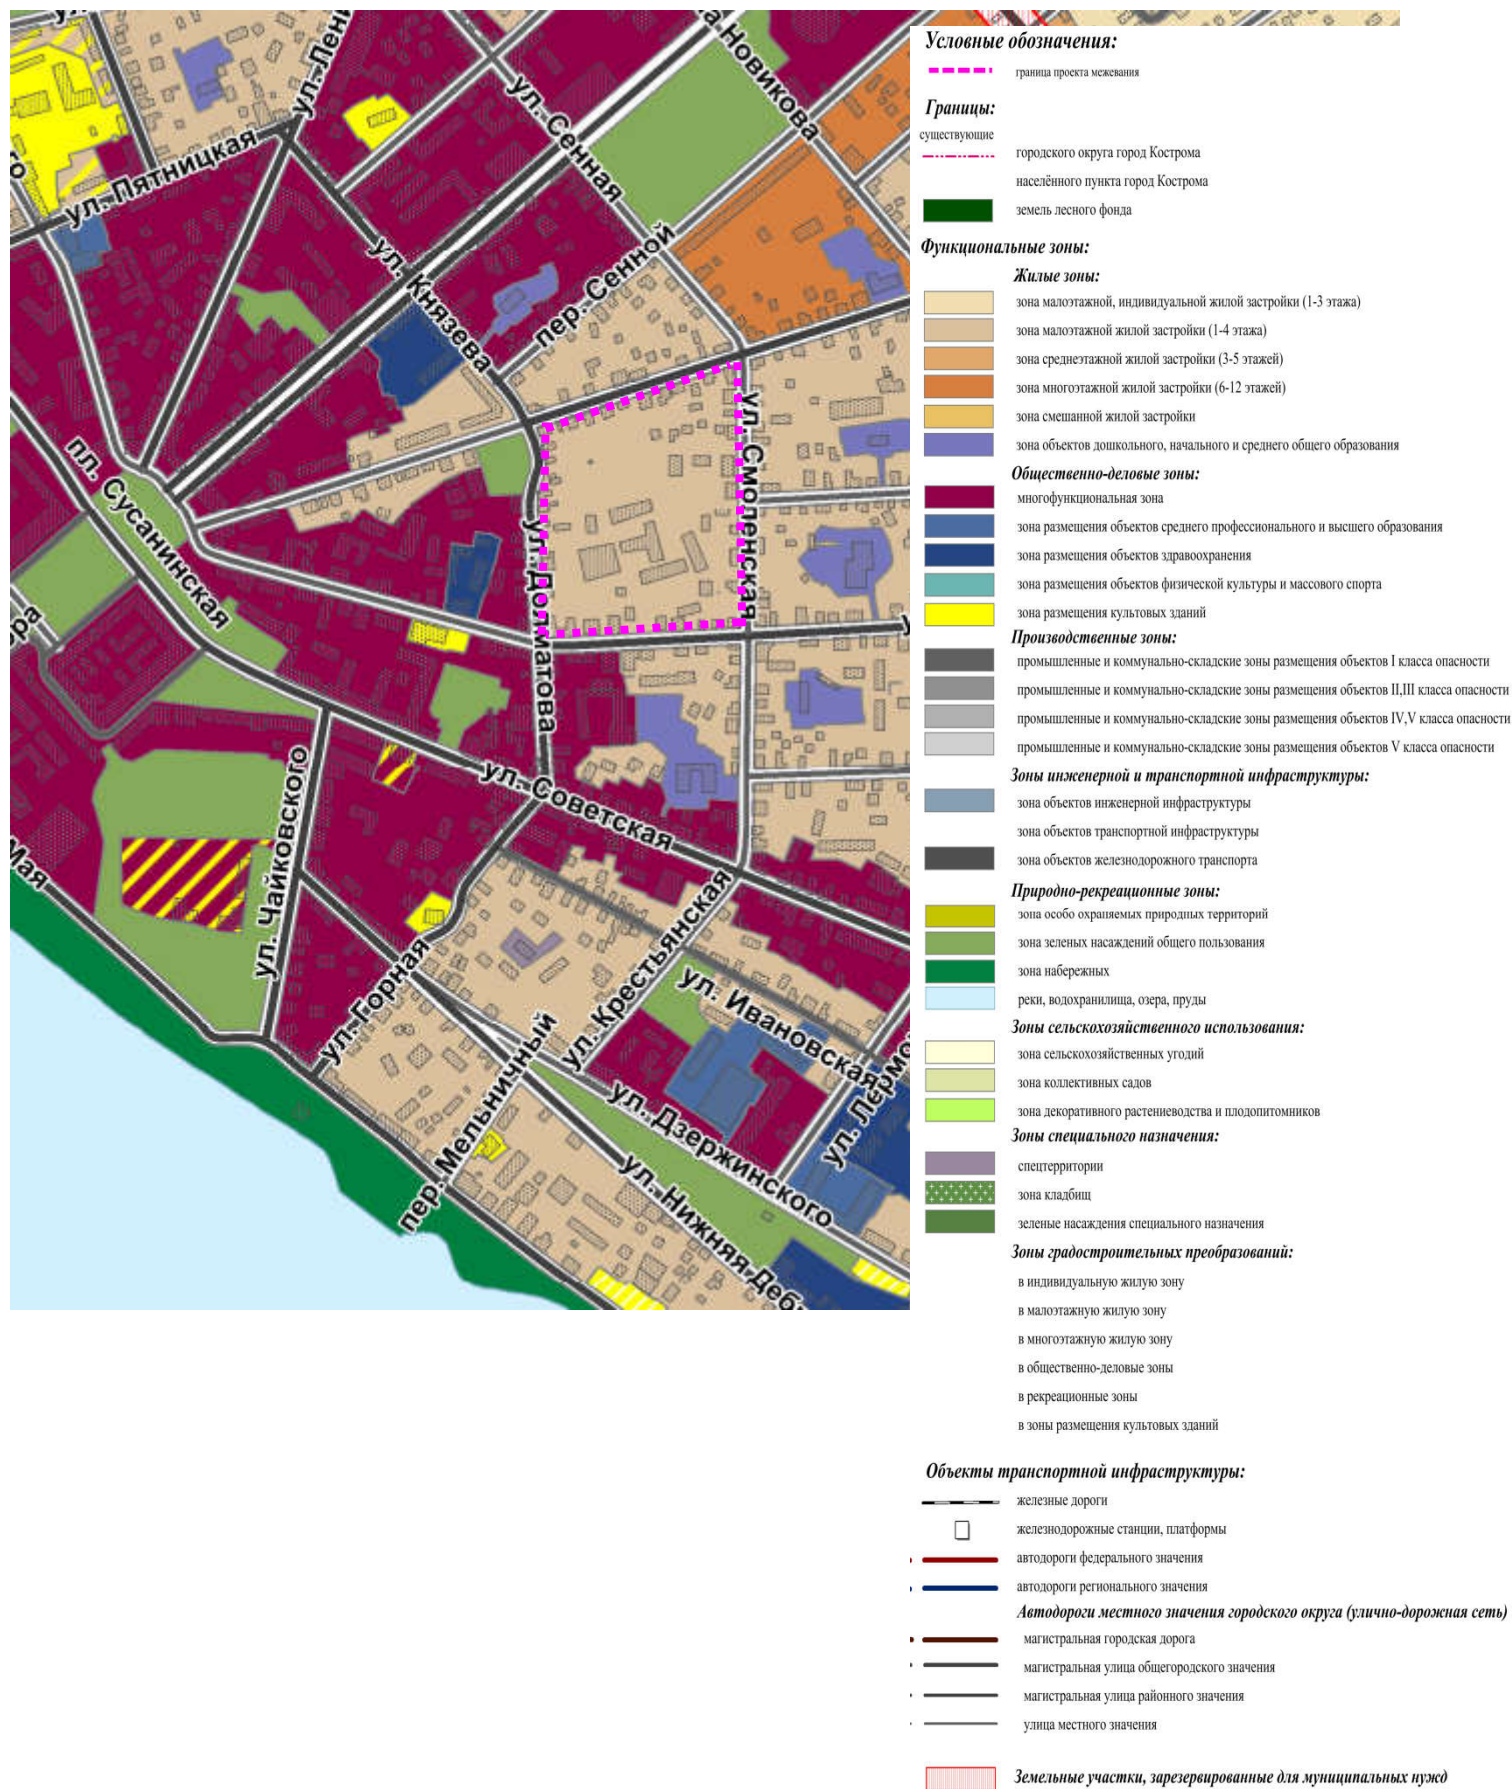 ул. Лени
а Новикова
ул. Сенная
ул. Пятницкая
ул. Князева
пер. Сенной
пл. Сусанинская
ул. Смоленская
ул. Долматова
ул. Советская
ул. Чайковского
Мая
ул. Горная
ул. Крестьянская
ул. Ивановская
пер. Мельничный
ул. Дзержинского
ул. Лермо
ул. Нижняя Деб
Условные обозначения:
граница проекта межевания
Границы:
существующие
городского округа город Кострома
населённого пункта город Кострома
земель лесного фонда
Функциональные зоны:
Жилые зоны:
зона малоэтажной, индивидуальной жилой застройки (1-3 этажа)
зона малоэтажной жилой застройки (1-4 этажа)
зона среднеэтажной жилой застройки (3-5 этажей)
зона многоэтажной жилой застройки (6-12 этажей)
зона смешанной жилой застройки
зона объектов дошкольного, начального и среднего общего образования
Общественно-деловые зоны:
многофункциональная зона
зона размещения объектов среднего профессионального и высшего образования
зона размещения объектов здравоохранения
зона размещения объектов физической культуры и массового спорта
зона размещения культовых зданий
Производственные зоны:
промышленные и коммунально-складские зоны размещения объектов I класса опасности
промышленные и коммунально-складские зоны размещения объектов II,III класса опасности
промышленные и коммунально-складские зоны размещения объектов IV,V класса опасности
промышленные и коммунально-складские зоны размещения объектов V класса опасности
Зоны инженерной и транспортной инфраструктуры:
зона объектов инженерной инфраструктуры
зона объектов транспортной инфраструктуры
зона объектов железнодорожного транспорта
Природно-рекреационные зоны:
зона особо охраняемых природных территорий
зона зеленых насаждений общего пользования
зона набережных
реки, водохранилища, озера, пруды
Зоны сельскохозяйственного использования:
зона сельскохозяйственных угодий
зона коллективных садов
зона декоративного растениеводства и плодопитомников
Зоны специального назначения:
спецтерритории
зона кладбищ
зеленые насаждения специального назначения
Зоны градостроительных преобразований:
в индивидуальную жилую зону
в малоэтажную жилую зону
в многоэтажную жилую зону
в общественно-деловые зоны
в рекреационные зоны
в зоны размещения культовых зданий
Объекты транспортной инфраструктуры:
железные дороги
железнодорожные станции, платформы
автодороги федерального значения
автодороги регионального значения
Автодороги местного значения городского округа (улично-дорожная сеть)
магистральная городская дорога
магистральная улица общегородского значения
магистральная улица районного значения
улица местного значения
Земельные участки, зарезервированные для муниципальных нужд